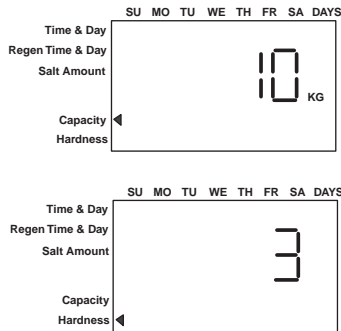 SU MO TU WE TH FR SA DAYS
Time & Day
Regen Time & Day
Salt Amount
10 KG
Capacity
Hardness
SU MO TU WE TH FR SA DAYS
Time & Day
Regen Time & Day
Salt Amount
3
Capacity
Hardness